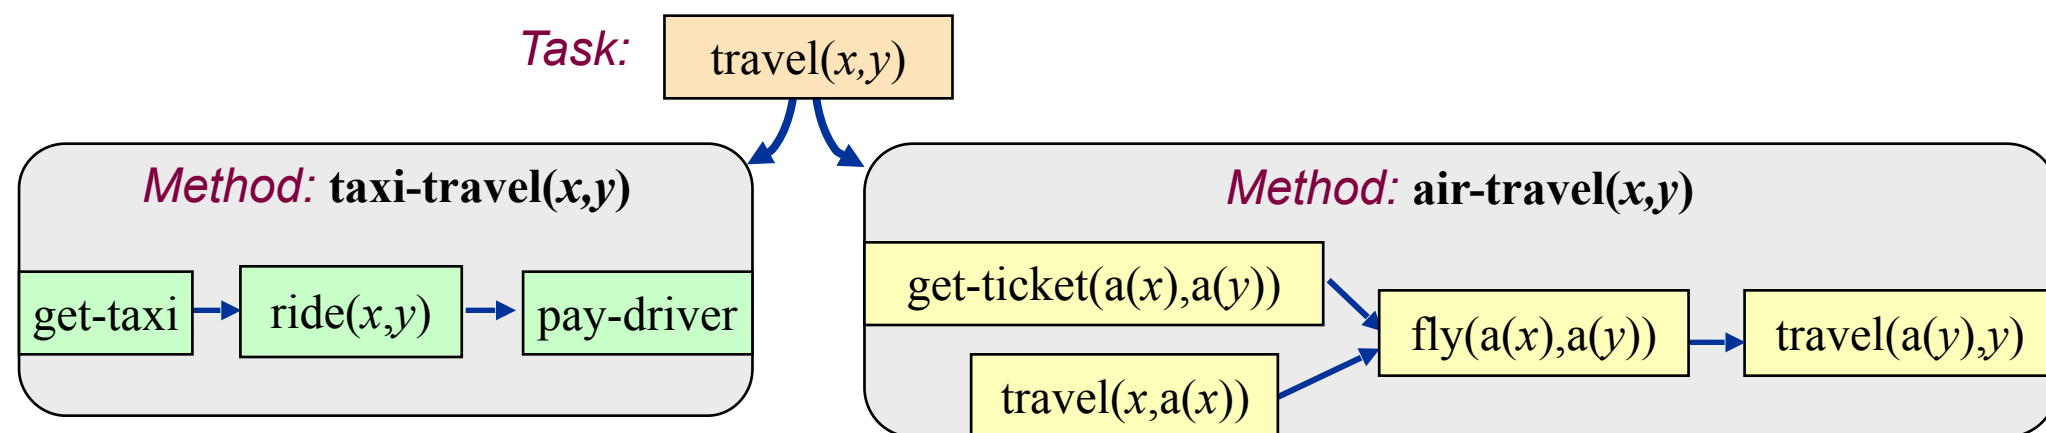 Task:
travel(x,y)
Method: taxi-travel(x,y)
get-taxi
ride(x,y)
pay-driver
Method: air-travel(x,y)
get-ticket(a(x),a(y))
travel(x,a(x))
fly(a(x),a(y))
travel(a(y),y)